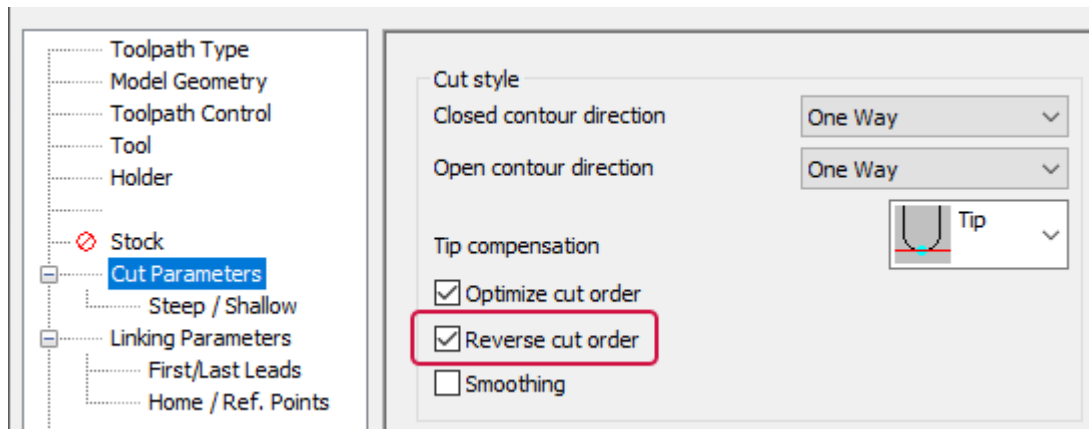 Toolpath Type
Model Geometry
Toolpath Control
Tool
Holder
Stock
Cut Parameters
Steep / Shallow
Linking Parameters
First/Last Leads
Home / Ref. Points
Cut style
Closed contour direction
One Way
Open contour direction
One Way
Tip compensation
Tip
Optimize cut order
Reverse cut order
Smoothing